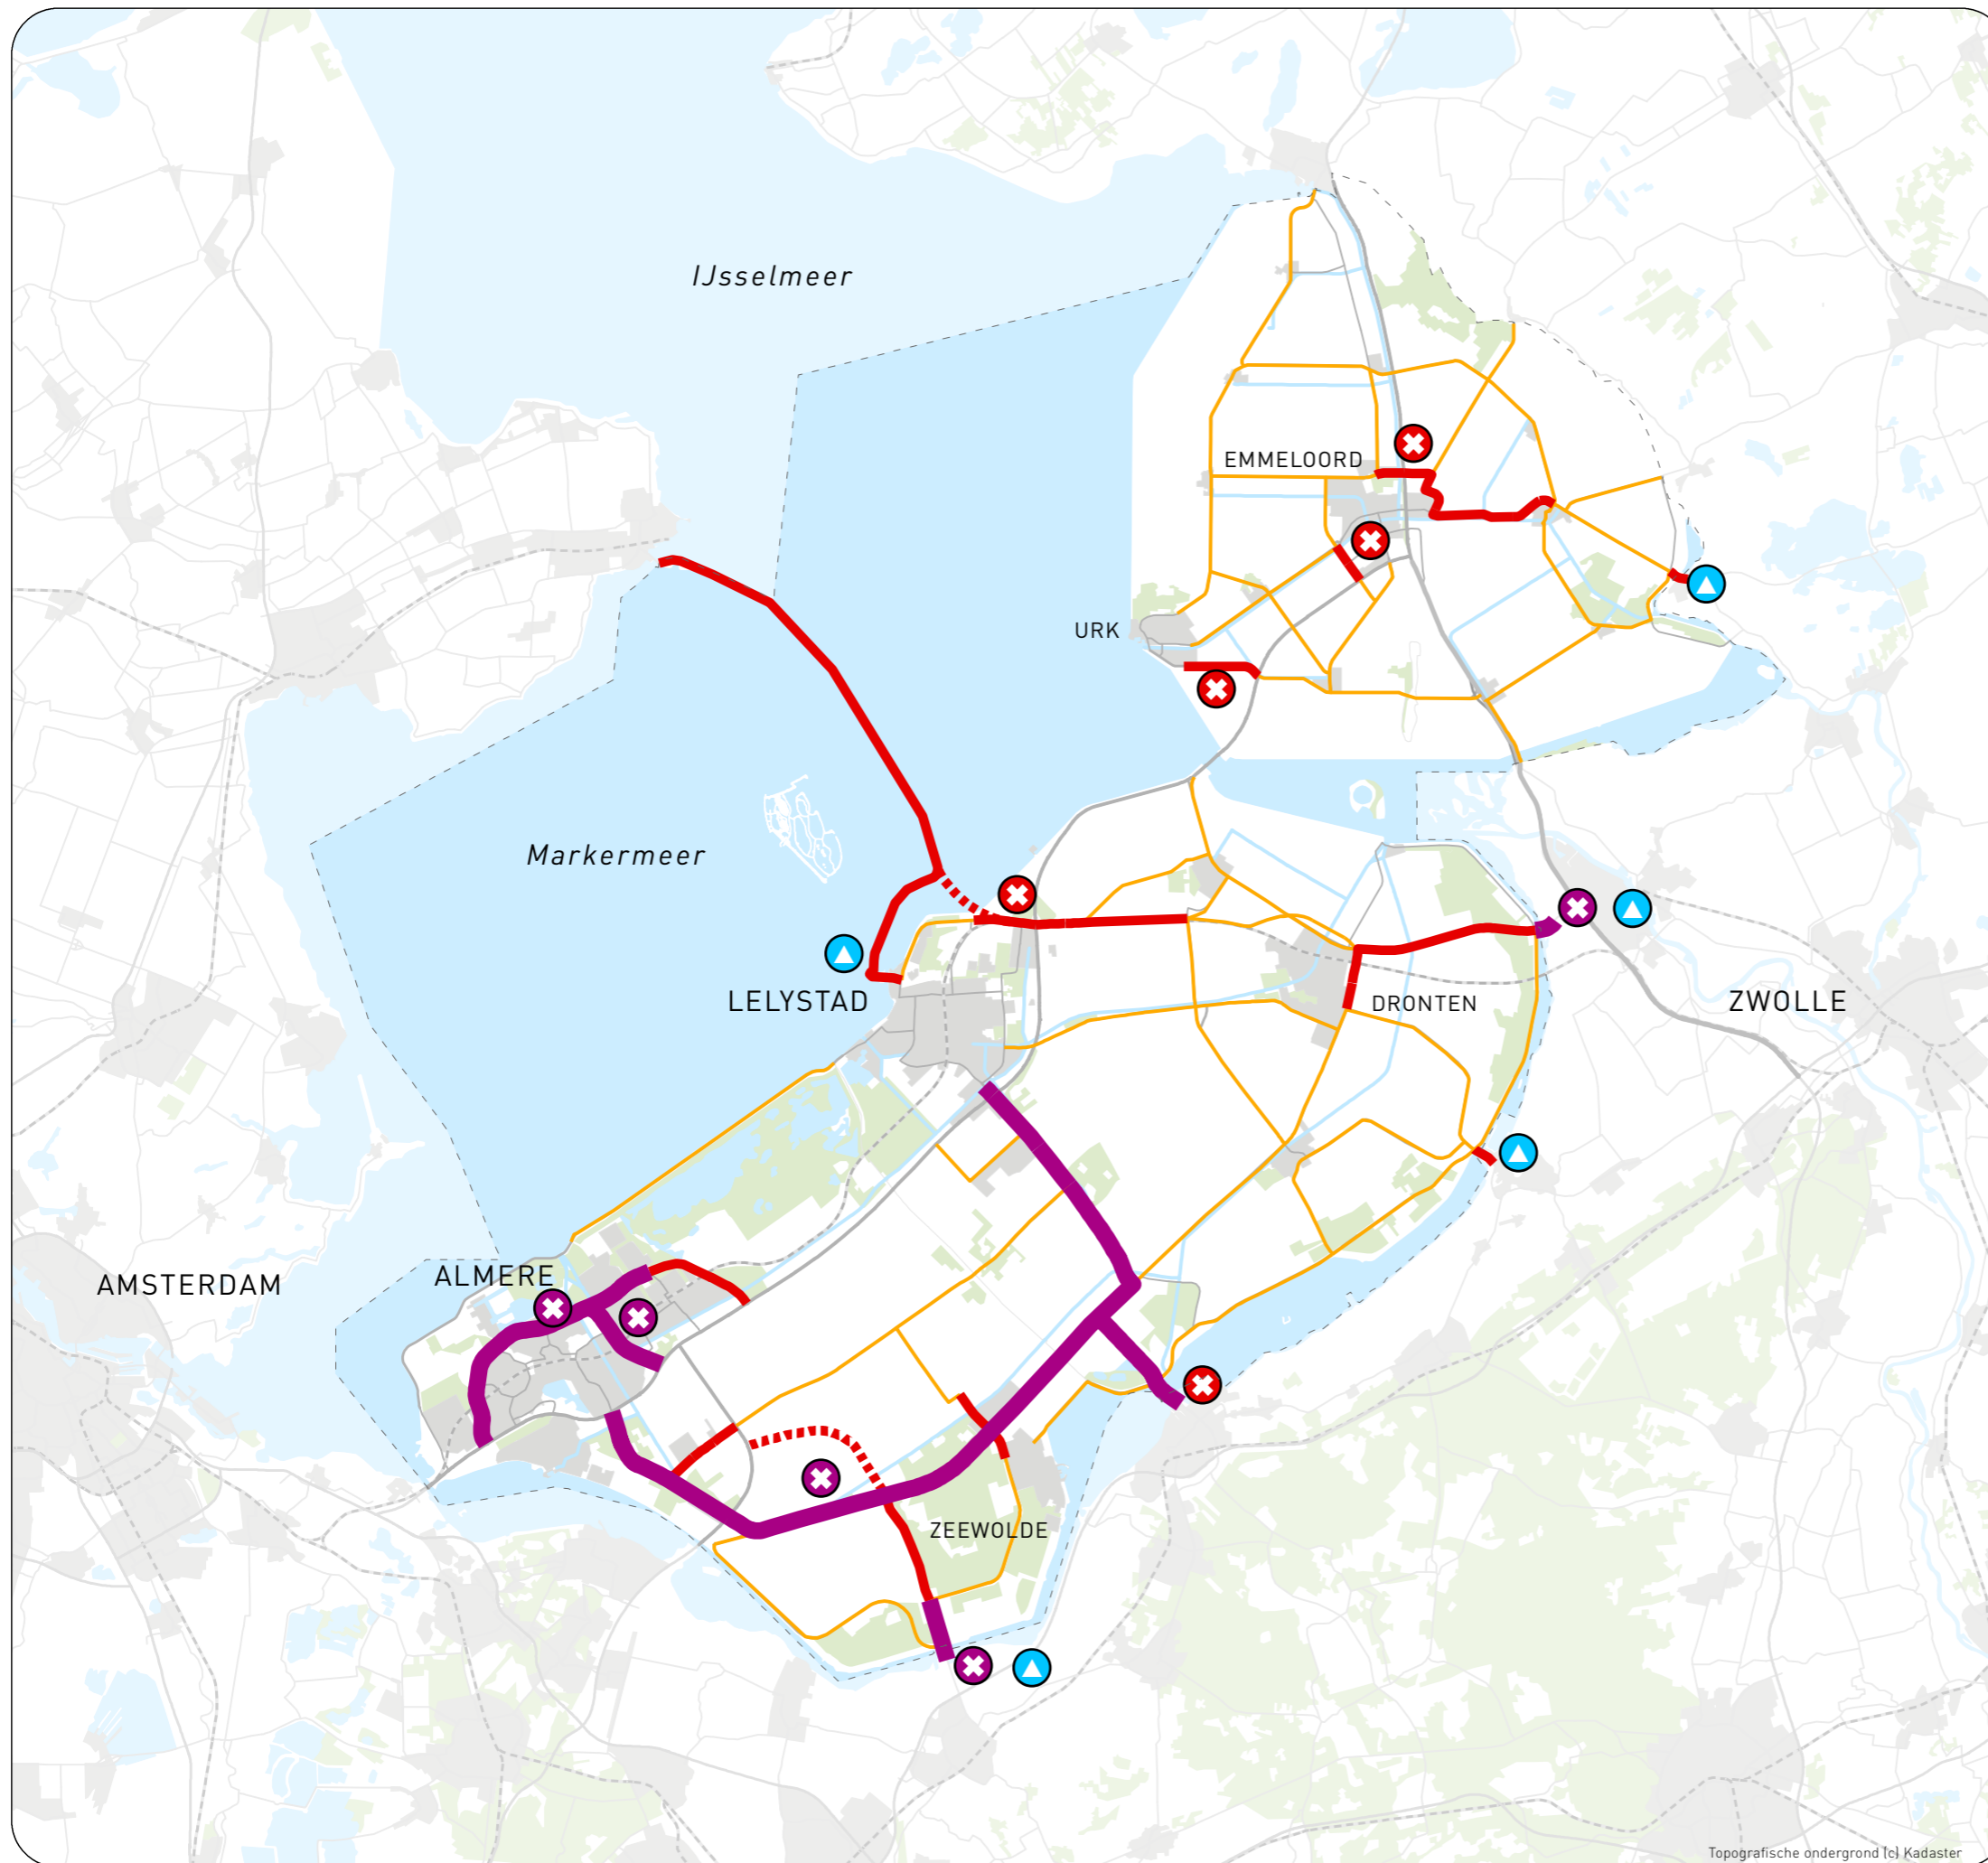 IJsselmeer
EMMELOORD
URK
Markermeer
LELYSTAD
DRONTEN
ZWOLLE
AMSTERDAM
ALMERE
ZEEWOLDE
Topografische ondergrond (c) Kadaster